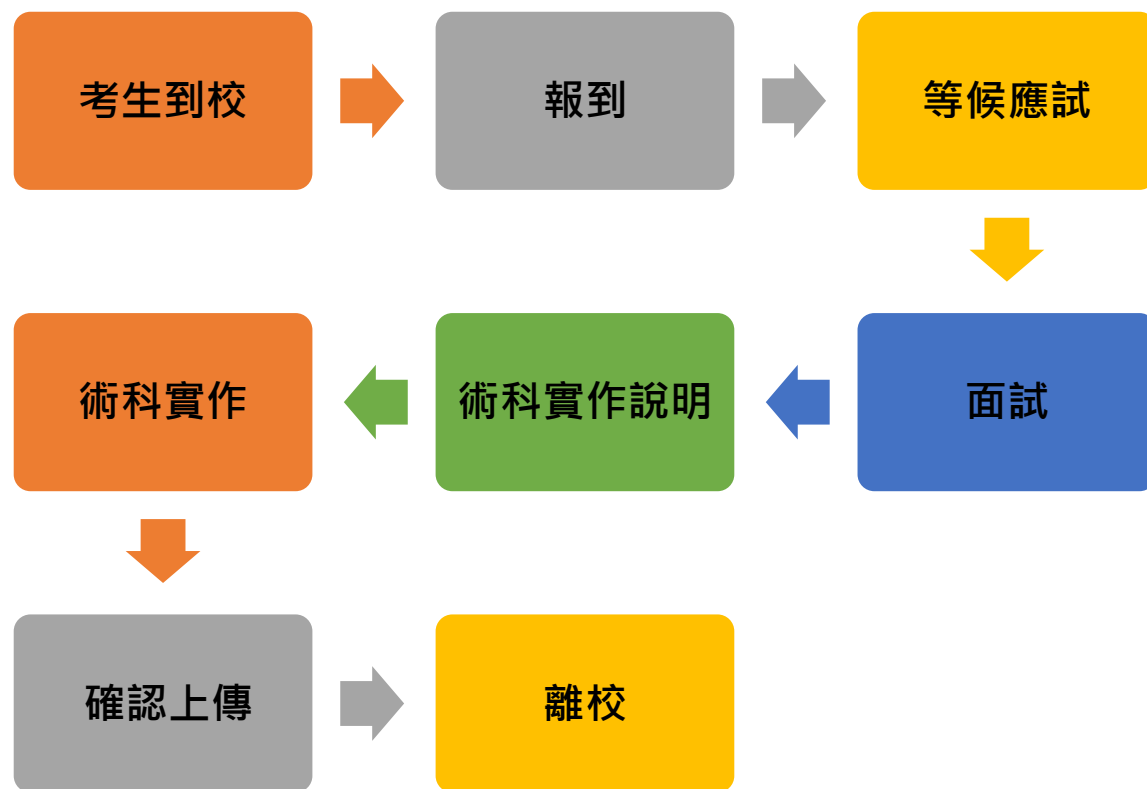 考生到校
報到
等候應試
面試
術科實作說明
術科實作
確認上傳
離校